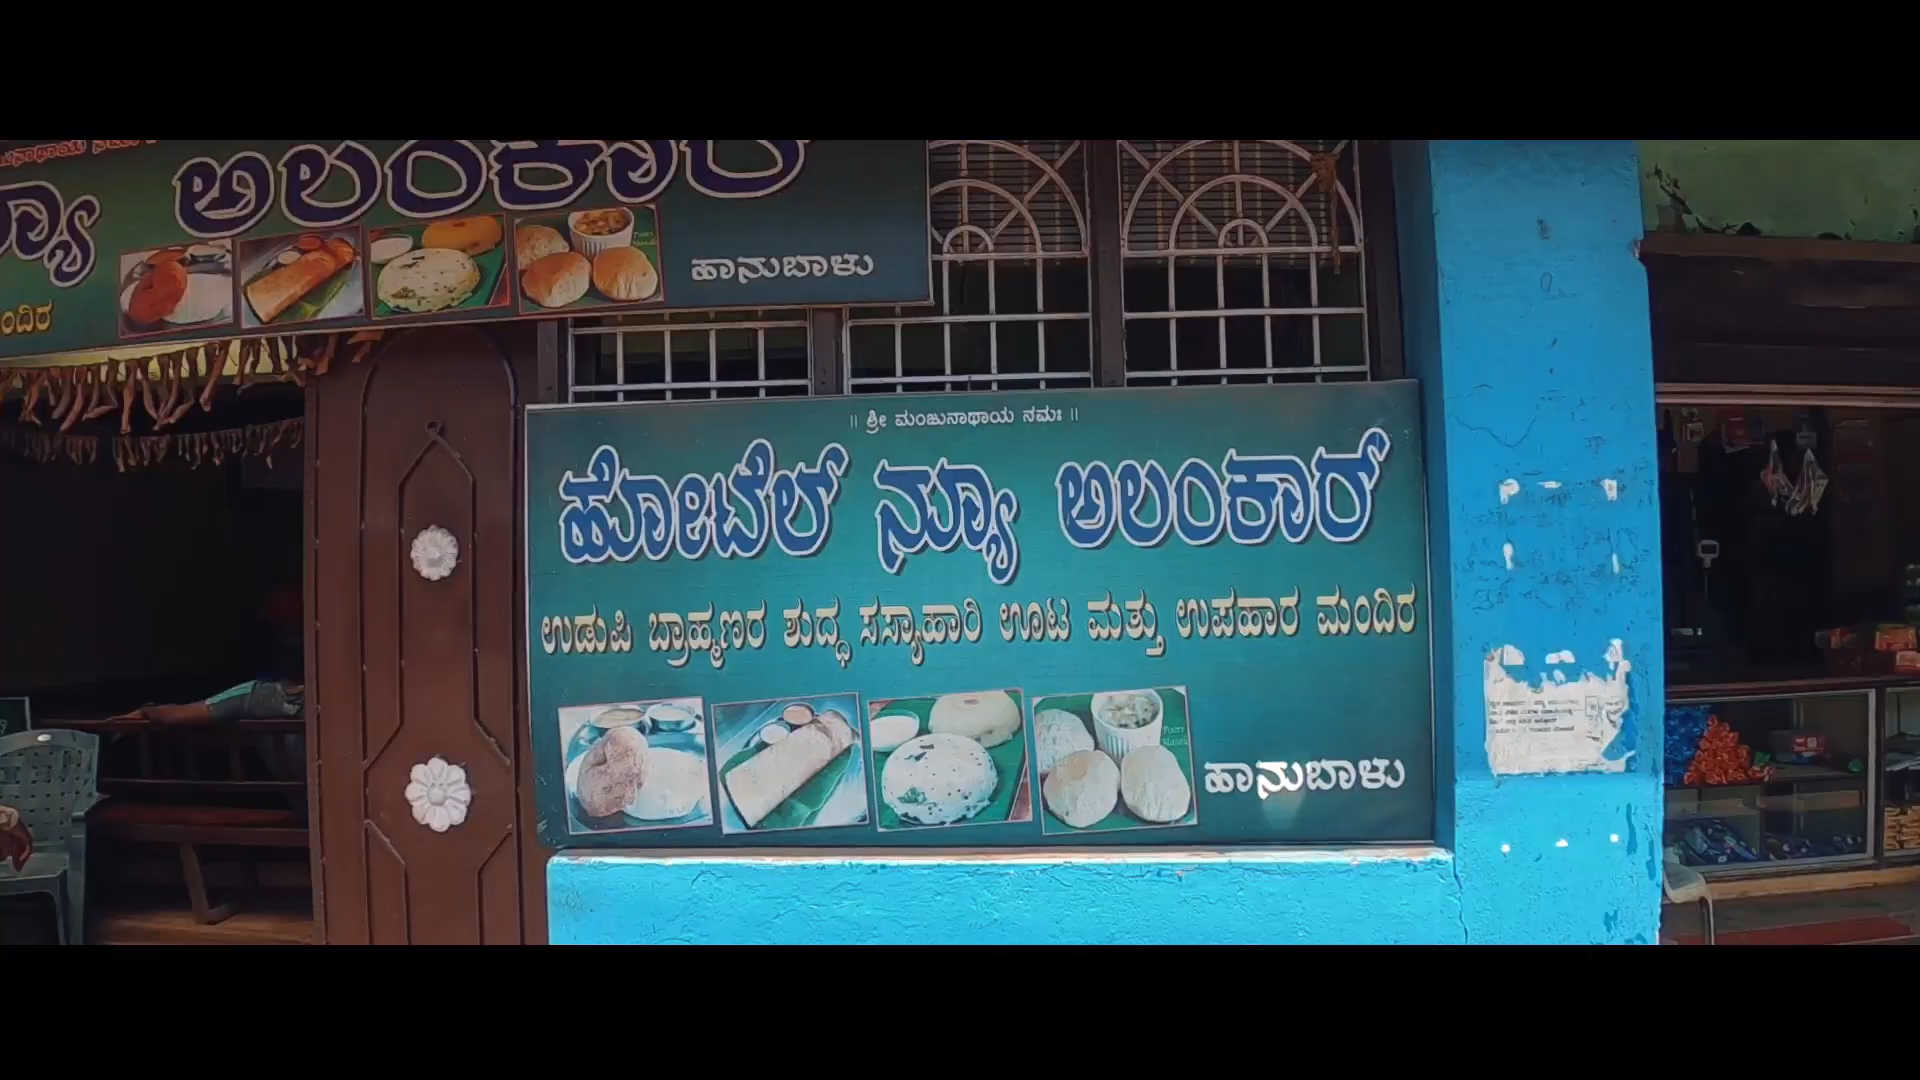 ಅಲಂಕಾರ್
ಹಾನುಬಾಳು
|| ಶ್ರೀ ಮಂಜುನಾಥಾಯ ನಮಃ ||
ಹೋಟೆಲ್ ನ್ಯೂ ಅಲಂಕಾರ್
ಉಡುಪಿ ಬ್ರಾಹ್ಮಣರ ಶುದ್ಧ ಸಸ್ಯಾಹಾರಿ ಊಟ ಮತ್ತು ಉಪಹಾರ ಮಂದಿರ
ಹಾನುಬಾಳು